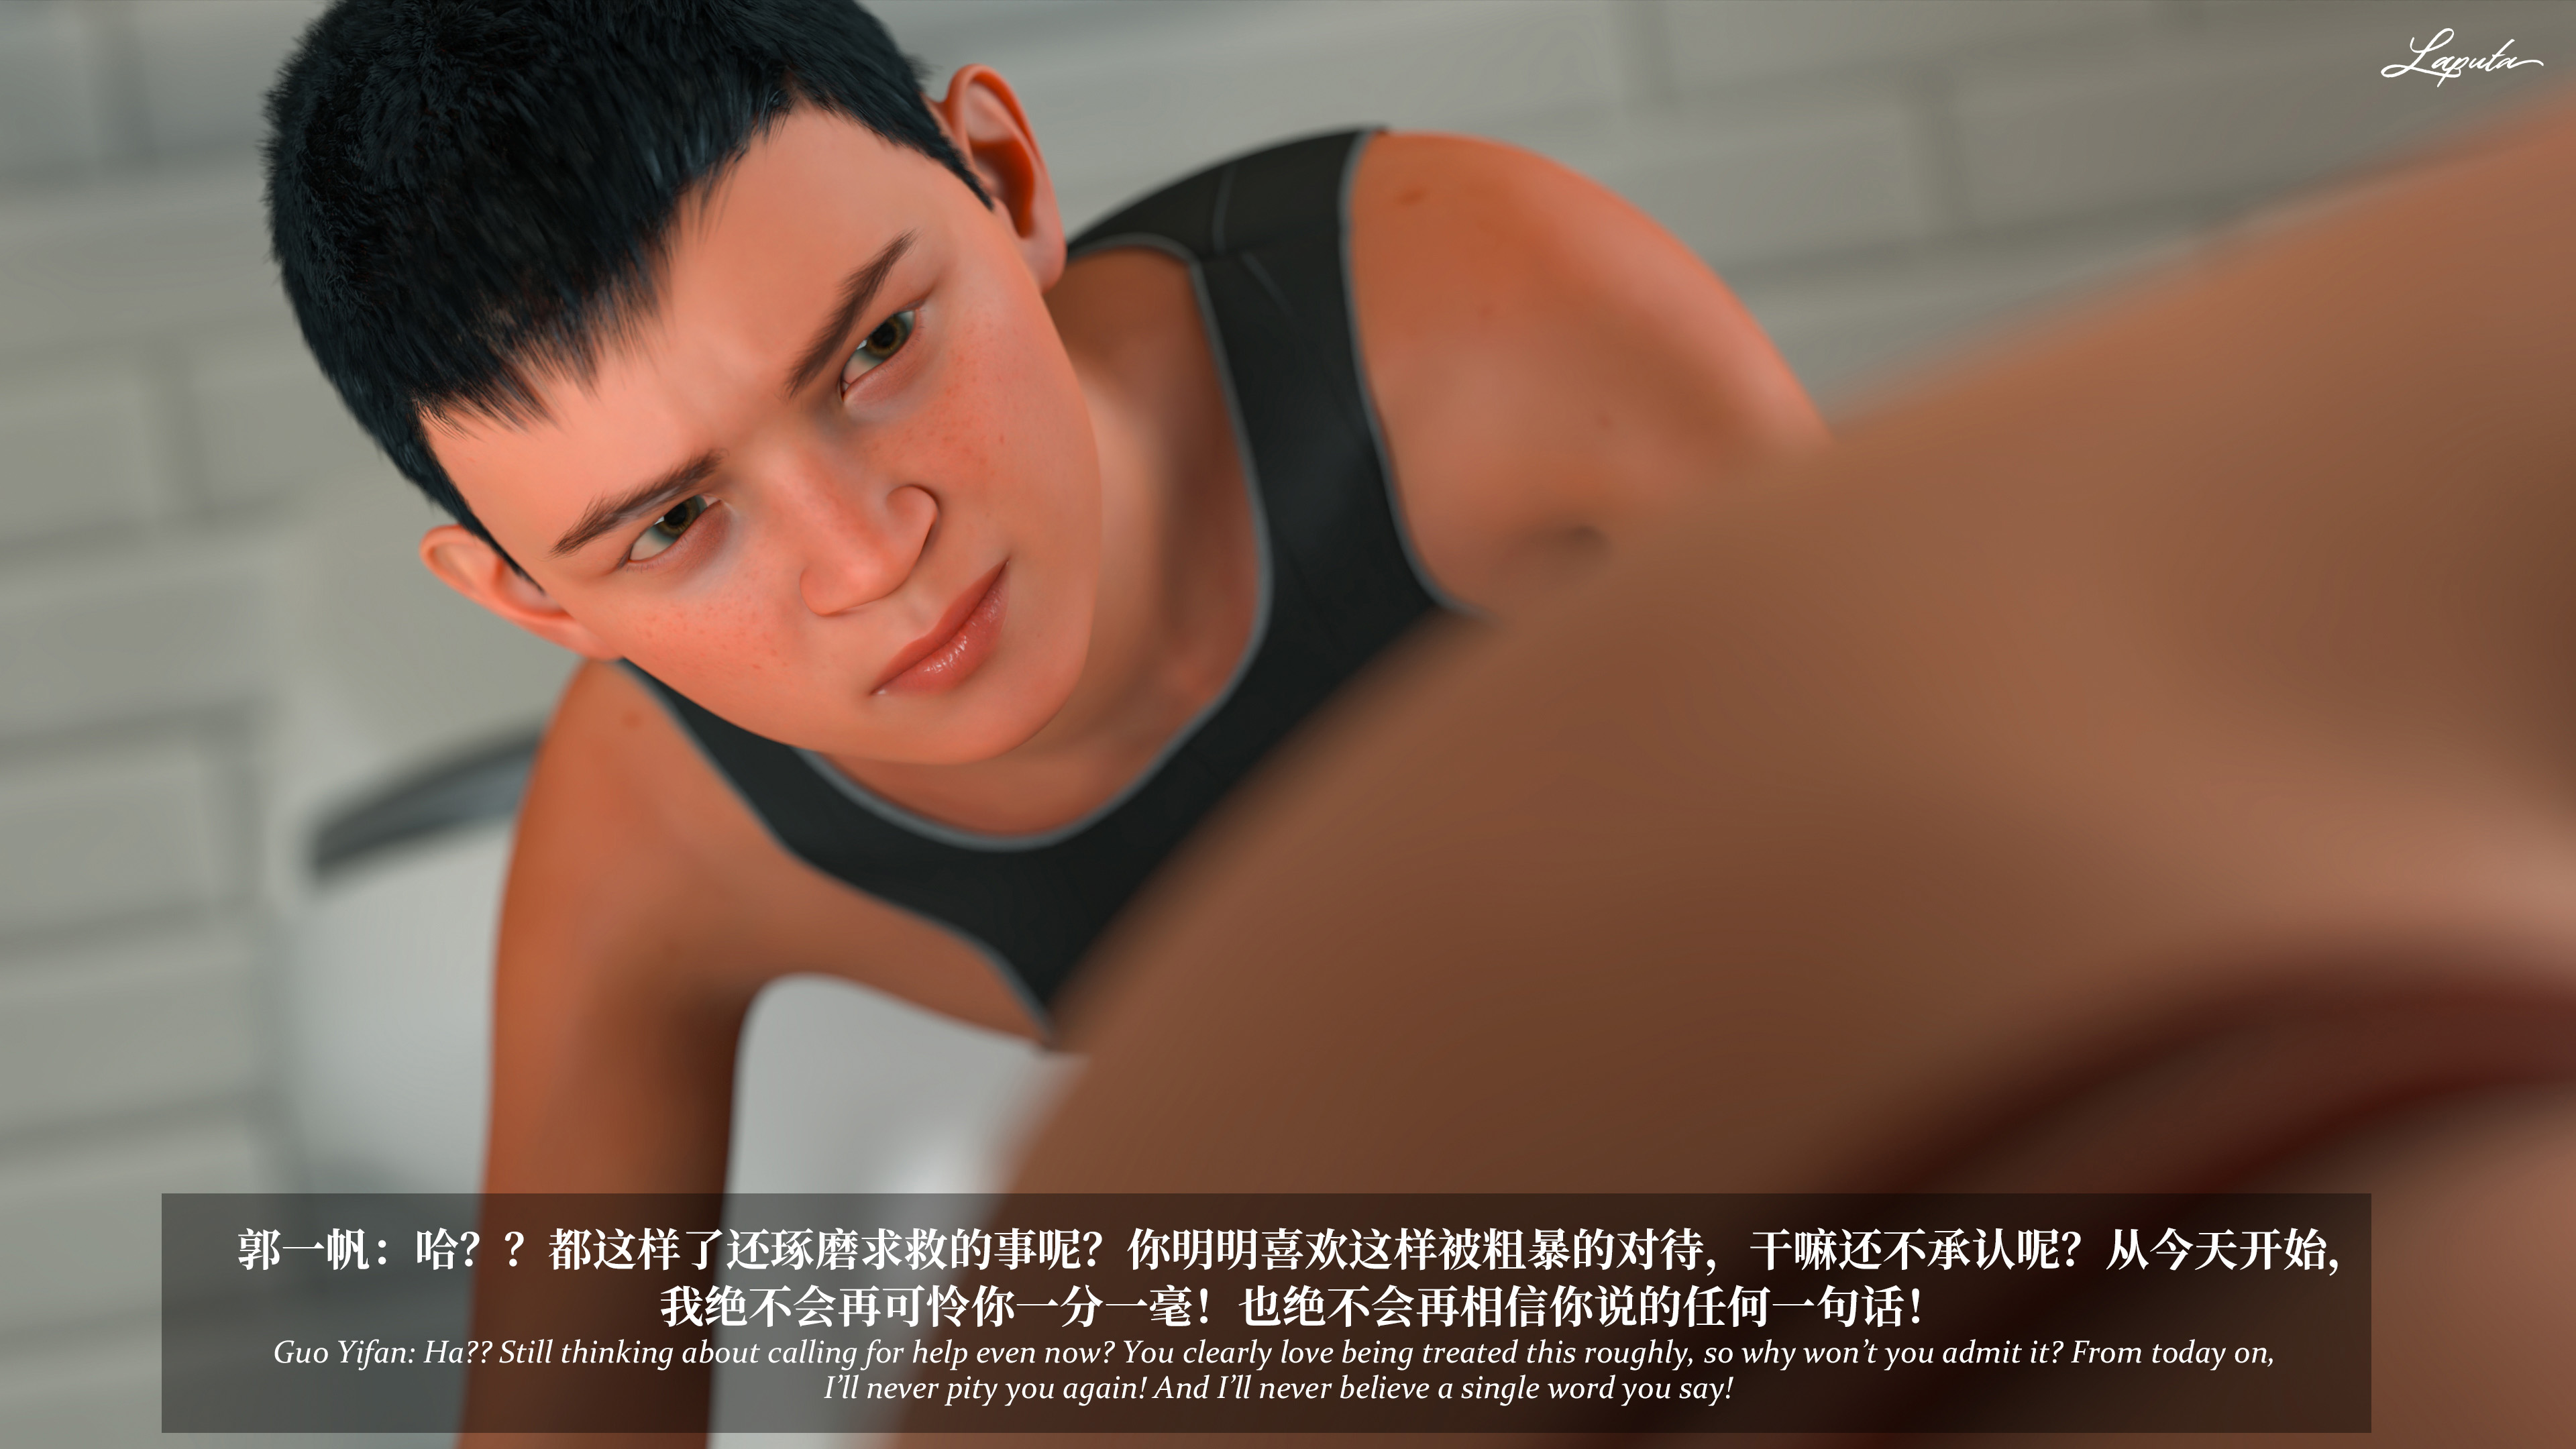 Laputa
郭一帆：哈？？都这样了还琢磨求救的事呢？你明明喜欢这样被粗暴的对待，干嘛还不承认呢？从今天开始，
我绝不会再可怜你一分一毫！也绝不会再相信你说的任何一句话！
Guo Yifan: Ha?? Still thinking about calling for help even now? You clearly love being treated this roughly, so why won’t you admit it? From today on,
I’ll never pity you again! And I’ll never believe a single word you say!